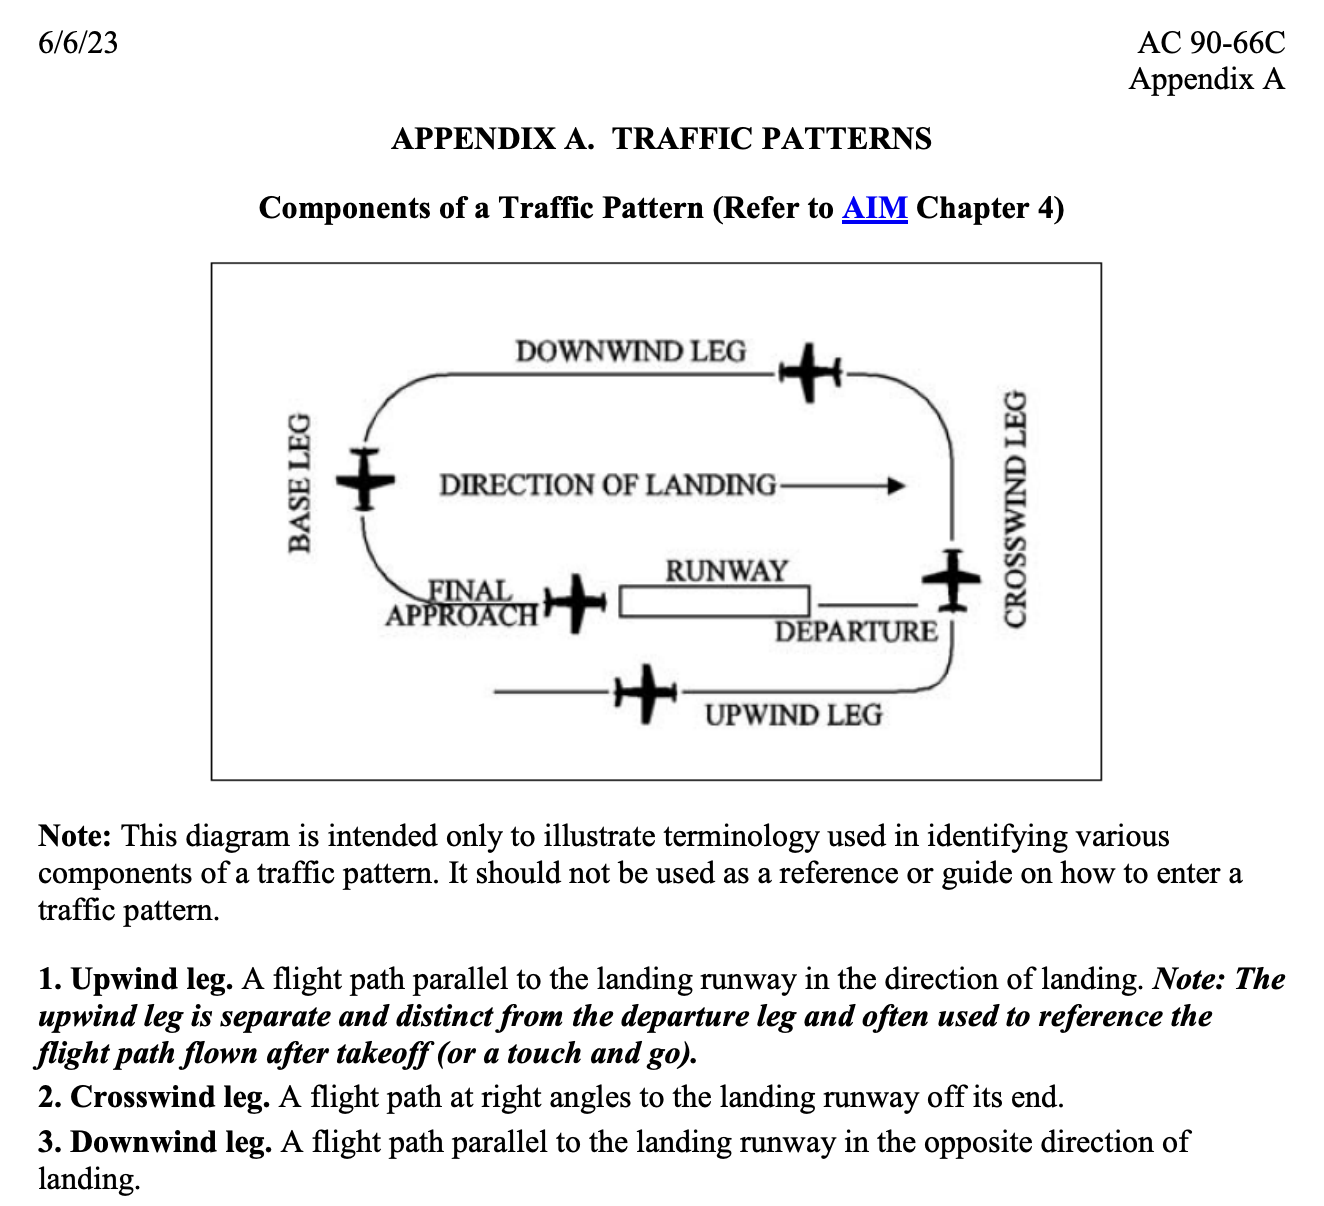 6/6/23
AC 90-66C
Appendix A
APPENDIX A. TRAFFIC PATTERNS
Components of a Traffic Pattern (Refer to AIM Chapter 4)
DOWNWIND LEG
BASE LEG
CROSSWIND LEG
DIRECTION OF LANDING
RUNWAY
FINAL
APPROACH
DEPARTURE
UPWIND LEG
Note: This diagram is intended only to illustrate terminology used in identifying various
components of a traffic pattern. It should not be used as a reference or guide on how to enter a
traffic pattern.
1. Upwind leg. A flight path parallel to the landing runway in the direction of landing. Note: The
upwind leg is separate and distinct from the departure leg and often used to reference the
flight path flown after takeoff (or a touch and go).
2. Crosswind leg. A flight path at right angles to the landing runway off its end.
3. Downwind leg. A flight path parallel to the landing runway in the opposite direction of
landing.